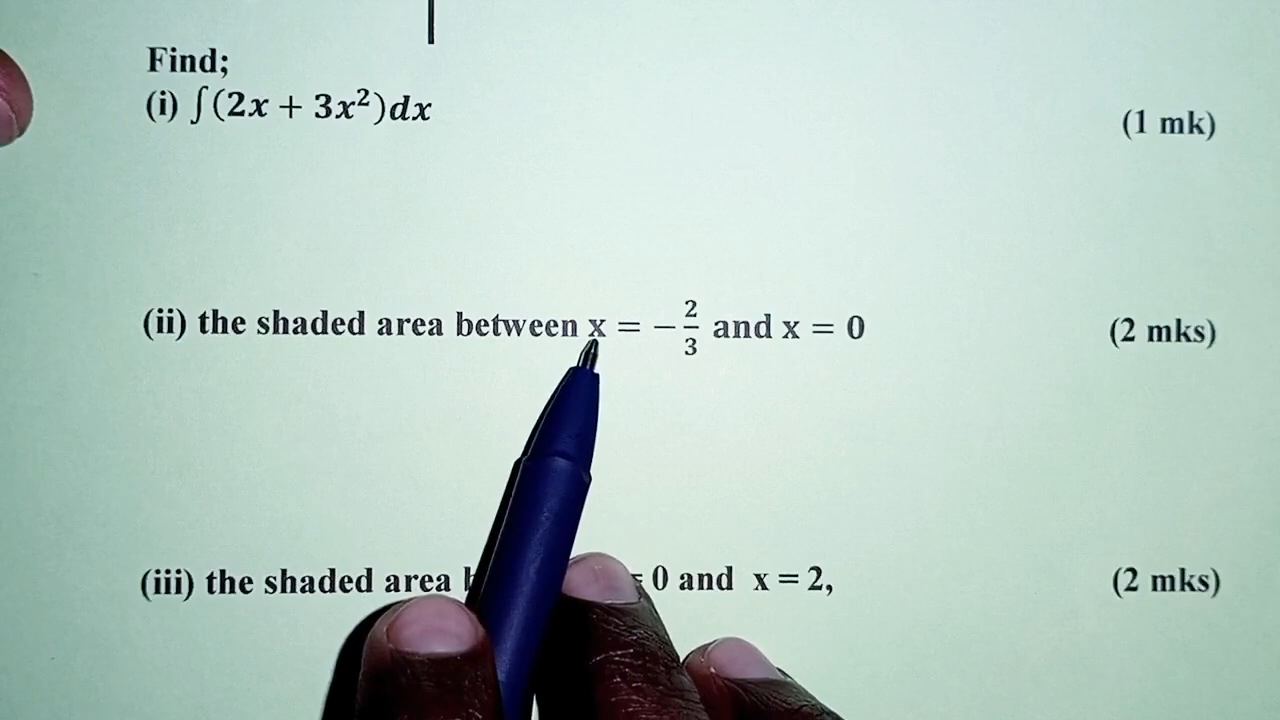 Find;
(i) ∫(2x + 3x²)dx
(1 mk)
(ii) the shaded area between x = −2/3 and x = 0
(2 mks)
(iii) the shaded area = 0 and x = 2,
(2 mks)